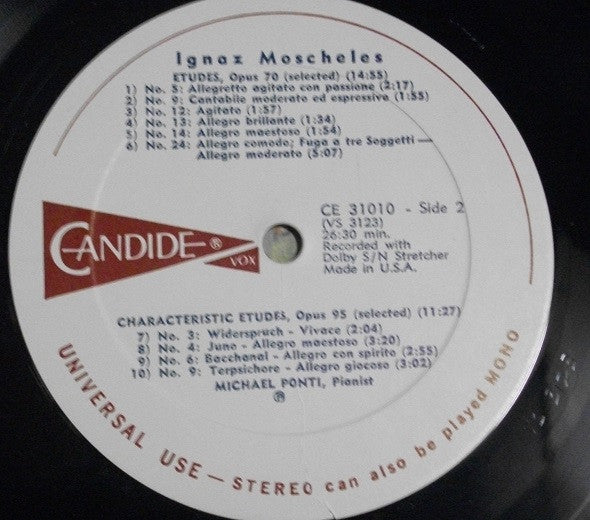 Ignaz Moscheles
ETUDES, Opus 70 (selected) (14:55)
1) No. 5: Allegretto agitato con passione (2:17)
2) No. 9: Cantabile moderato ed espressivo (1:55)
3) No. 12: Agitato (1:57)
4) No. 13: Allegro brillante (1:34)
5) No. 14: Allegro maestoso (1:54)
6) No. 24: Allegro comodo; Fuga a tre Soggetti —
Allegro moderato (5:07)
CE 31010 - Side 2
(VS 3123)
26:30 min.
Recorded with
Dolby S/N Stretcher
Made in U.S.A.
CANDIDE ®
VOX
CHARACTERISTIC ETUDES, Opus 95 (selected) (11:27)
7) No. 3: Widerspruch - Vivace (2:04)
8) No. 4: Juno - Allegro maestoso (3:20)
9) No. 6: Bacchanal - Allegro con spirito (2:55)
10) No. 9: Terpsichore - Allegro giocoso (3:02)
MICHAEL PONTI, Pianist
℗
UNIVERSAL USE — STEREO can also be played MONO